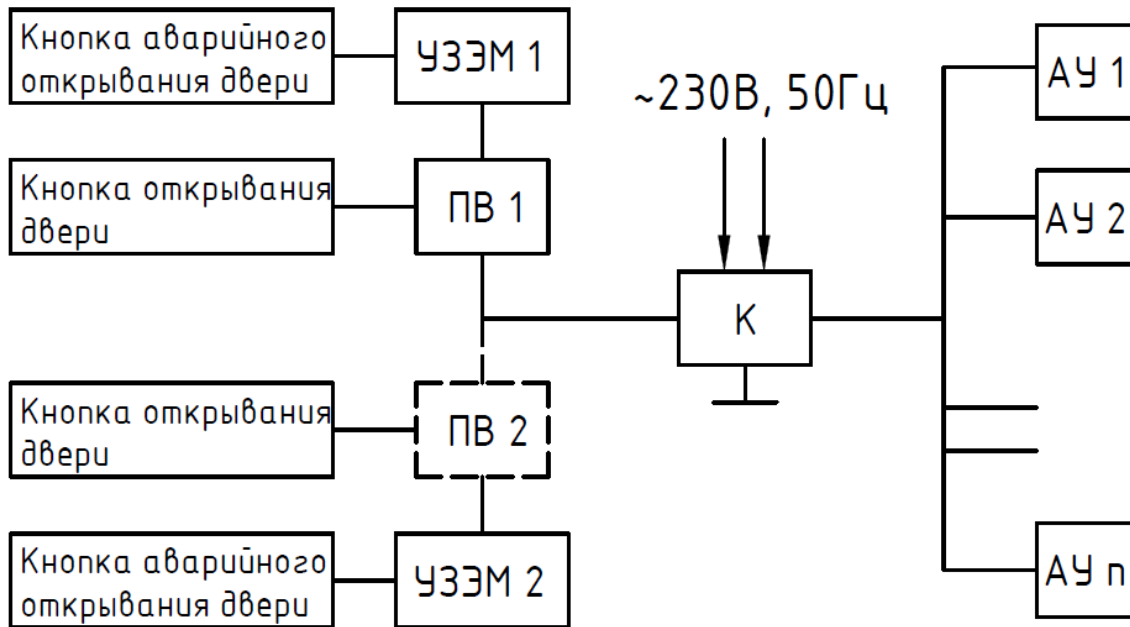 Кнопка аварийного
открывания двери
УЗЭМ 1
~230В, 50Гц
АУ 1
Кнопка открывания
двери
ПВ 1
АУ 2
К
Кнопка открывания
двери
ПВ 2
Кнопка аварийного
открывания двери
УЗЭМ 2
АУ n